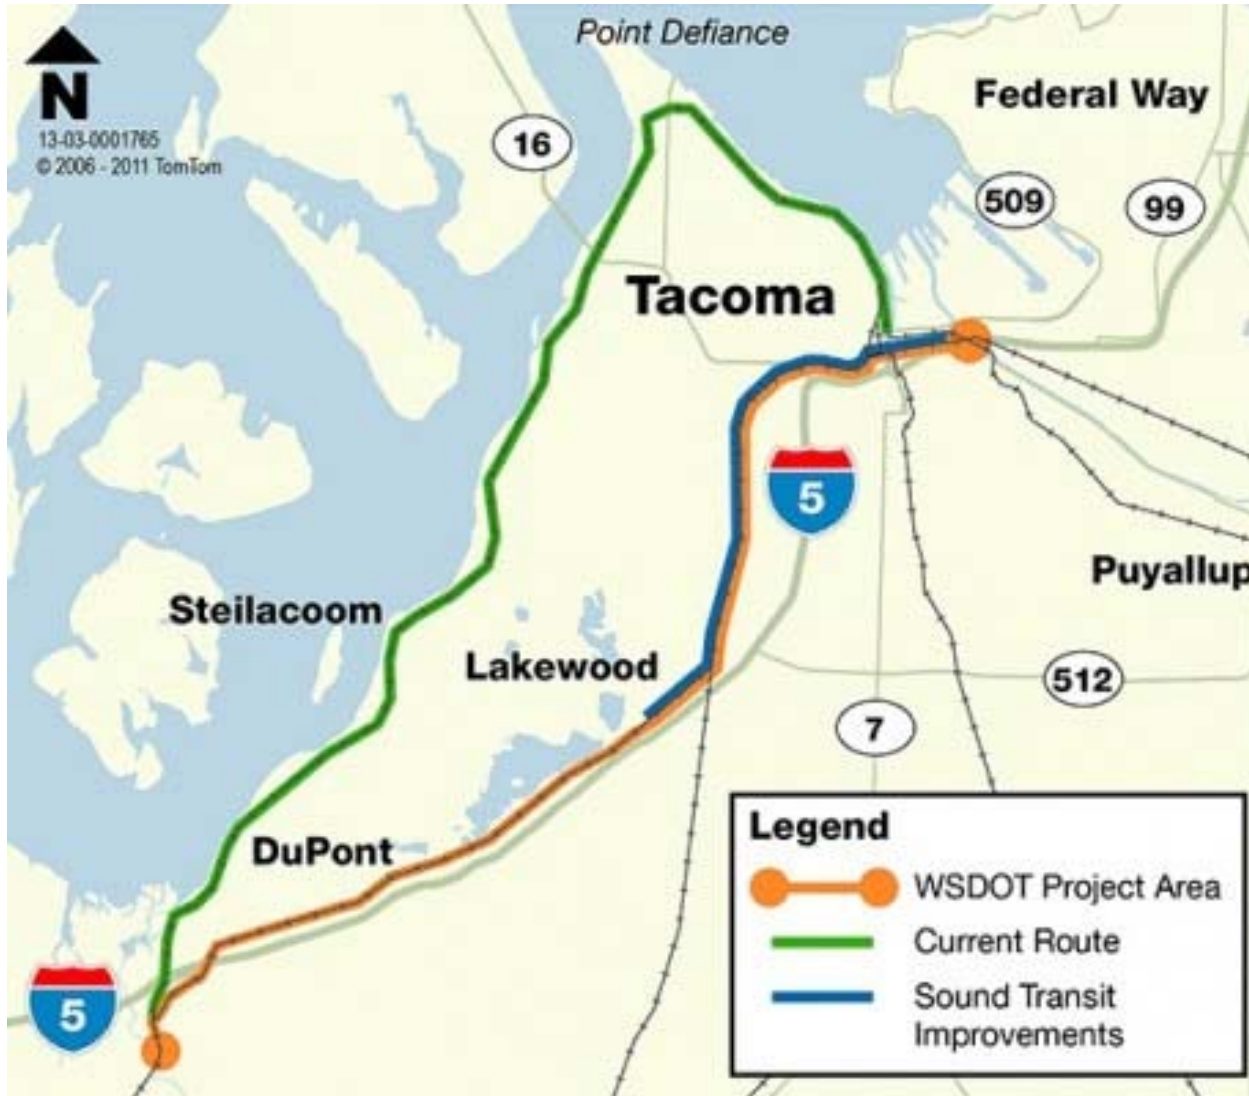 Point Defiance
N
13-03-0001765
© 2006 - 2011 TomTom
Federal Way
16
509
99
Tacoma
5
Puyallup
Steilacoom
Lakewood
512
7
DuPont
5
Legend
WSDOT Project Area
Current Route
Sound Transit
Improvements